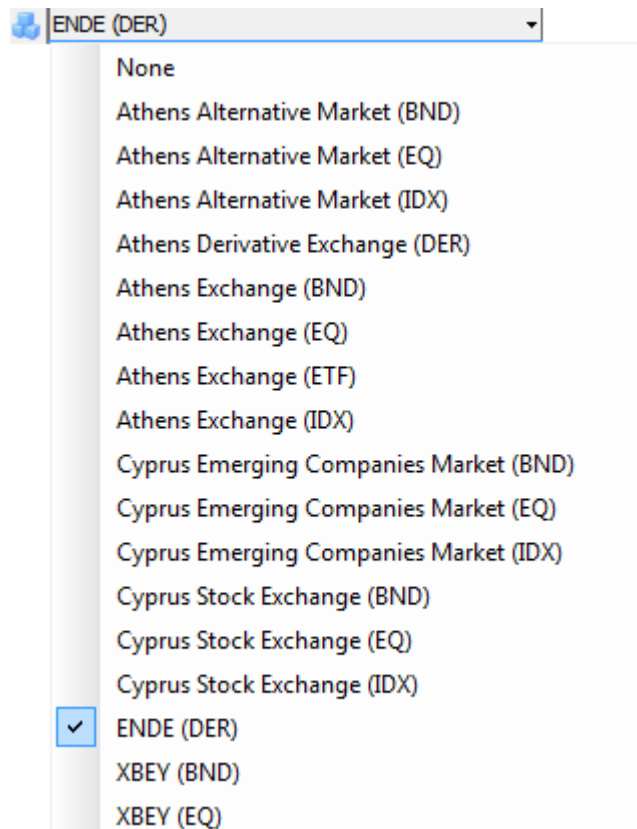 ENDE (DER)
None
Athens Alternative Market (BND)
Athens Alternative Market (EQ)
Athens Alternative Market (IDX)
Athens Derivative Exchange (DER)
Athens Exchange (BND)
Athens Exchange (EQ)
Athens Exchange (ETF)
Athens Exchange (IDX)
Cyprus Emerging Companies Market (BND)
Cyprus Emerging Companies Market (EQ)
Cyprus Emerging Companies Market (IDX)
Cyprus Stock Exchange (BND)
Cyprus Stock Exchange (EQ)
Cyprus Stock Exchange (IDX)
ENDE (DER)
XBEY (BND)
XBEY (EQ)